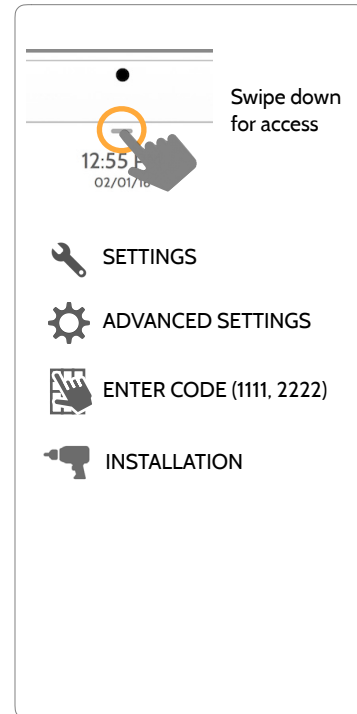 Swipe down
for access
12:55
02/01/1
SETTINGS
ADVANCED SETTINGS
ENTER CODE (1111, 2222)
INSTALLATION